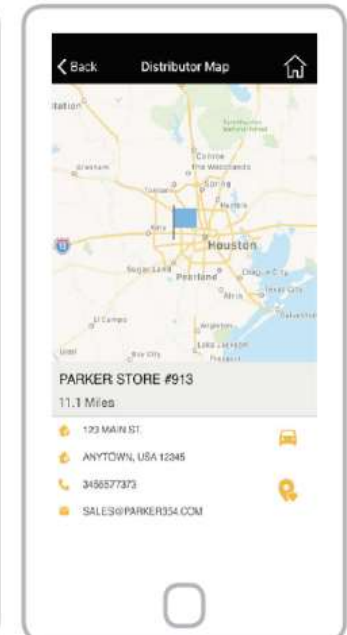 Back Distributor Map
Conroe
The Woodlands
Spring
Humble
Katy
Houston
Sugar Land
Pearland
League City
Texas City
Alvin
Galveston
El Campo
Angleton
Lake Jackson
Bay City
Freeport
PARKER STORE #913
11.1 Miles
123 MAIN ST.
ANYTOWN, USA 12345
3456577373
SALES@PARKER354.COM